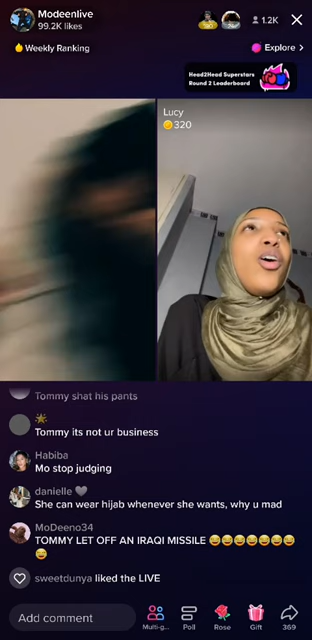 Modeenlive
99.2K likes
1.2K
Weekly Ranking
Explore >
Head2Head Superstars
Round 2 Leaderboard
Lucy
320
Tommy shat his pants
🌟
Tommy its not ur business
Habiba
Mo stop judging
danielle 🩶
She can wear hijab whenever she wants, why u mad
MoDeeno34
TOMMY LET OFF AN IRAQI MISSILE 😂😂😂😂😂😂😂
😂
sweetdunya liked the LIVE
Add comment
Multi-g...
Poll
Rose
Gift
369